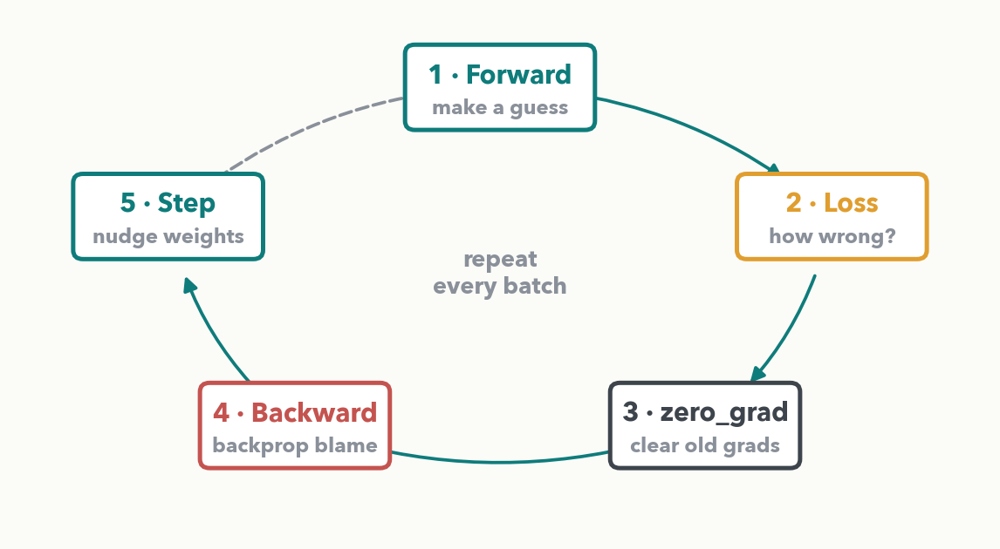 1 · Forward
make a guess
2 · Loss
how wrong?
3 · zero_grad
clear old grads
4 · Backward
backprop blame
5 · Step
nudge weights
repeat
every batch